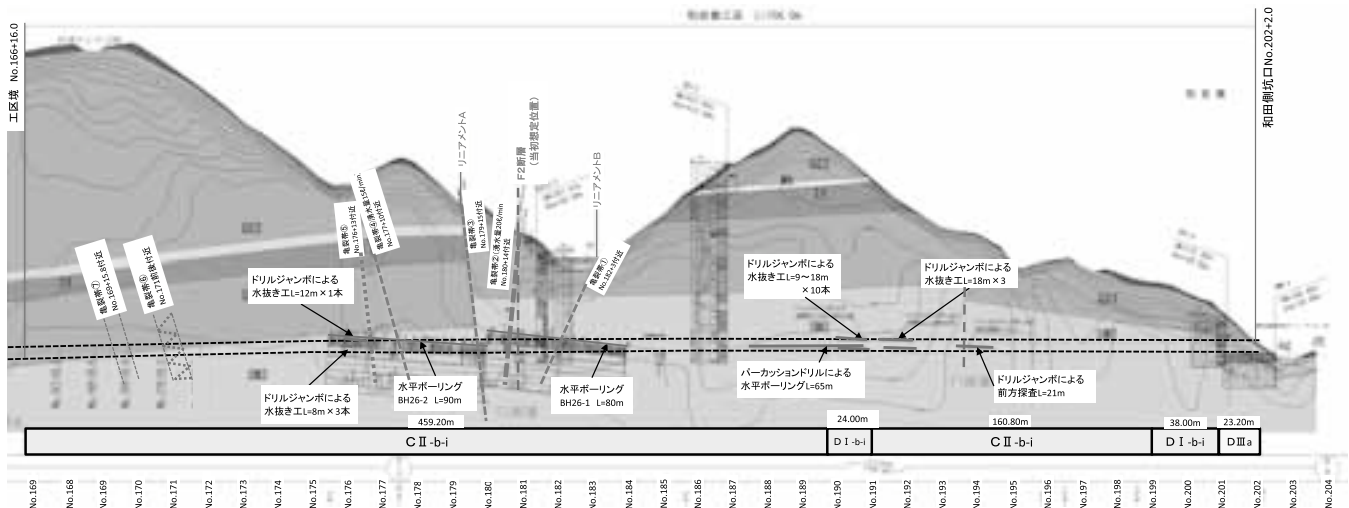 工区境 No.166+16.0
和田側坑口No.202+2.0
リニアメントA
F2断層
(当初想定位置)
リニアメントB
亀裂帯⑦
No.169+15.8付近
亀裂帯⑥
No.171前後付近
亀裂帯⑤
No.176+13付近
亀裂帯④(湧水量15ℓ/min)
No.177+10付近
亀裂帯③
No.179+15付近
亀裂帯②(湧水量20ℓ/min)
No.180+14付近
亀裂帯①
No.182+3付近
ドリルジャンボによる
水抜き工L=12m×1本
ドリルジャンボによる
水抜き工L=9~18m
×10本
ドリルジャンボによる
水抜き工L=18m×3
ドリルジャンボによる
水抜き工L=8m×3本
水平ボーリング
BH26-2 L=90m
水平ボーリング
BH26-1 L=80m
パーカッションドリルによる
水平ボーリングL=65m
ドリルジャンボによる
前方探査L=21m
459.20m
24.00m
160.80m
38.00m
23.20m
CⅡ-b-i
DⅠ-b-i
CⅡ-b-i
DⅠ-b-i
DⅢa
No.169
No.168
No.169
No.170
No.171
No.172
No.173
No.174
No.175
No.176
No.177
No.178
No.179
No.180
No.181
No.182
No.183
No.184
No.185
No.186
No.187
No.188
No.189
No.190
No.191
No.192
No.193
No.194
No.195
No.196
No.197
No.198
No.199
No.200
No.201
No.202
No.203
No.204